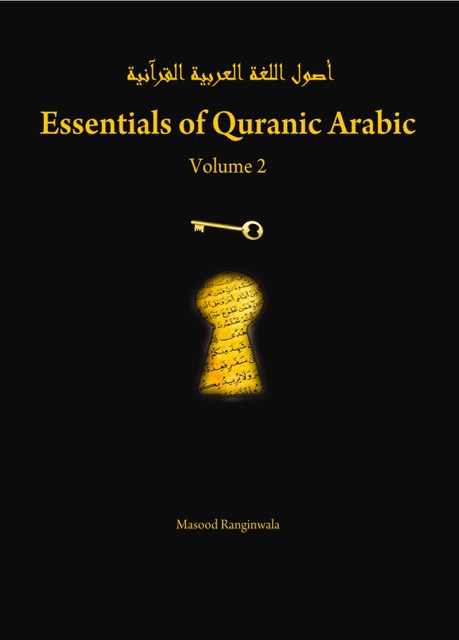 أصول اللغة العربية القرآنية
Essentials of Quranic Arabic
Volume 2
Masood Ranginwala